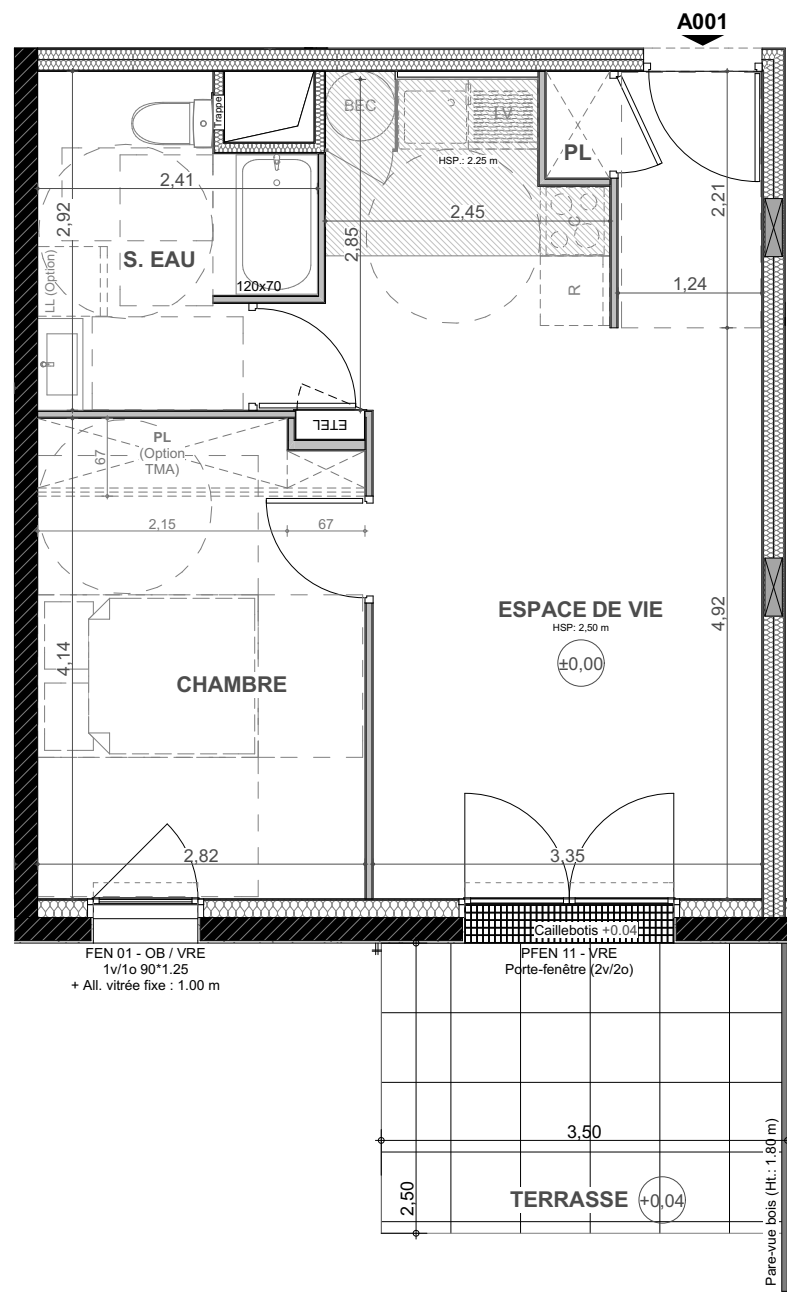 A001
Trappe
BEC
LV
PL
HSP.: 2.25 m
2,41
2,92
2,45
2,85
2,21
C
S. EAU
LL (Option)
120x70
R
1,24
ETEL
PL
(Option
TMA)
67
2,15
67
ESPACE DE VIE
HSP: 2,50 m
±0,00
4,92
4,14
CHAMBRE
2,82
3,35
Caillebotis +0.04
FEN 01 - OB / VRE
1v/1o 90*1.25
+ All. vitrée fixe : 1.00 m
PFEN 11 - VRE
Porte-fenêtre (2v/2o)
3,50
2,50
TERRASSE
+0,04
Pare-vue bois (Ht.: 1.80 m)